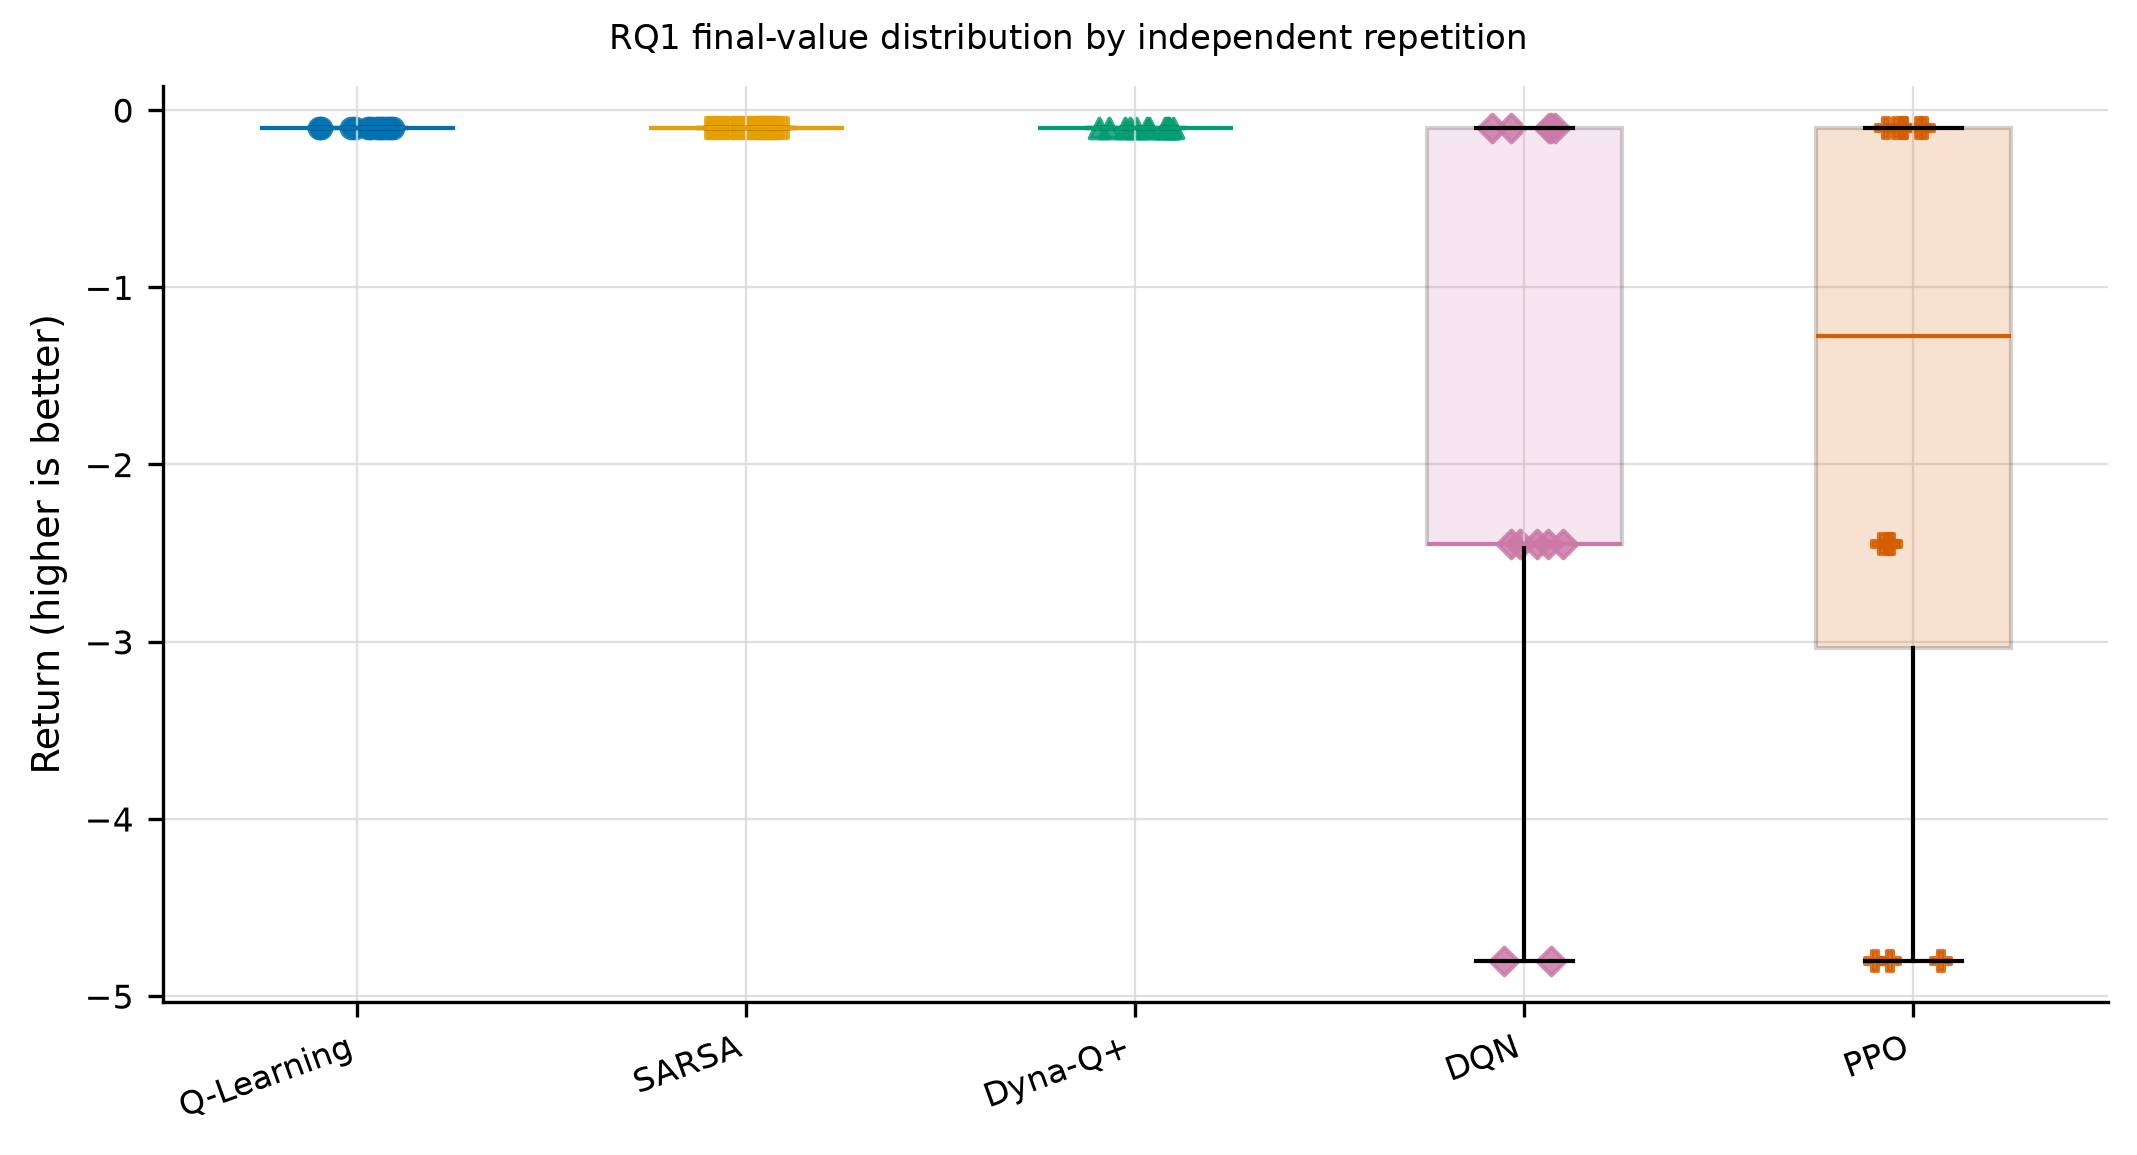 RQ1 final-value distribution by independent repetition
Return (higher is better)
0
−1
−2
−3
−4
−5
Q-Learning
SARSA
Dyna-Q+
DQN
PPO